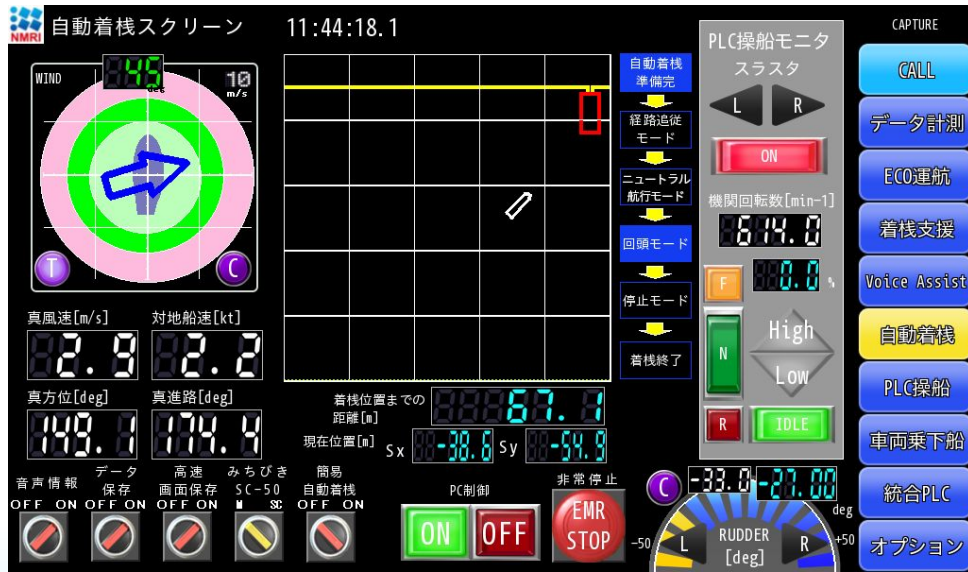 NMRI
自動着桟スクリーン
11:44:18.1
WIND
45
deg
10
m/s
T
C
真風速[m/s]
対地船速[kt]
2.9
2.2
真方位[deg]
真進路[deg]
149.1
174.4
自動着桟
準備完
経路追従
モード
ニュートラル
航行モード
回頭モード
停止モード
着桟終了
着桟位置までの
距離[m]
67.1
現在位置[m]
Sx
-38.6
Sy
-54.9
PLC操船モニタ
スラスタ
L
R
ON
機関回転数[min-1]
614.0
F
0.0
%
N
High
Low
R
IDLE
CAPTURE
CALL
データ計測
ECO運航
着桟支援
Voice Assist
自動着桟
PLC操船
車両乗下船
統合PLC
オプション
音声情報
OFF ON
データ
保存
OFF ON
高速
画面保存
OFF ON
みちびき
SC-50
M SC
簡易
自動着桟
OFF ON
PC制御
ON
OFF
非常停止
EMR
STOP
C
-33.0
deg
-50
L
RUDDER
[deg]
R
+50